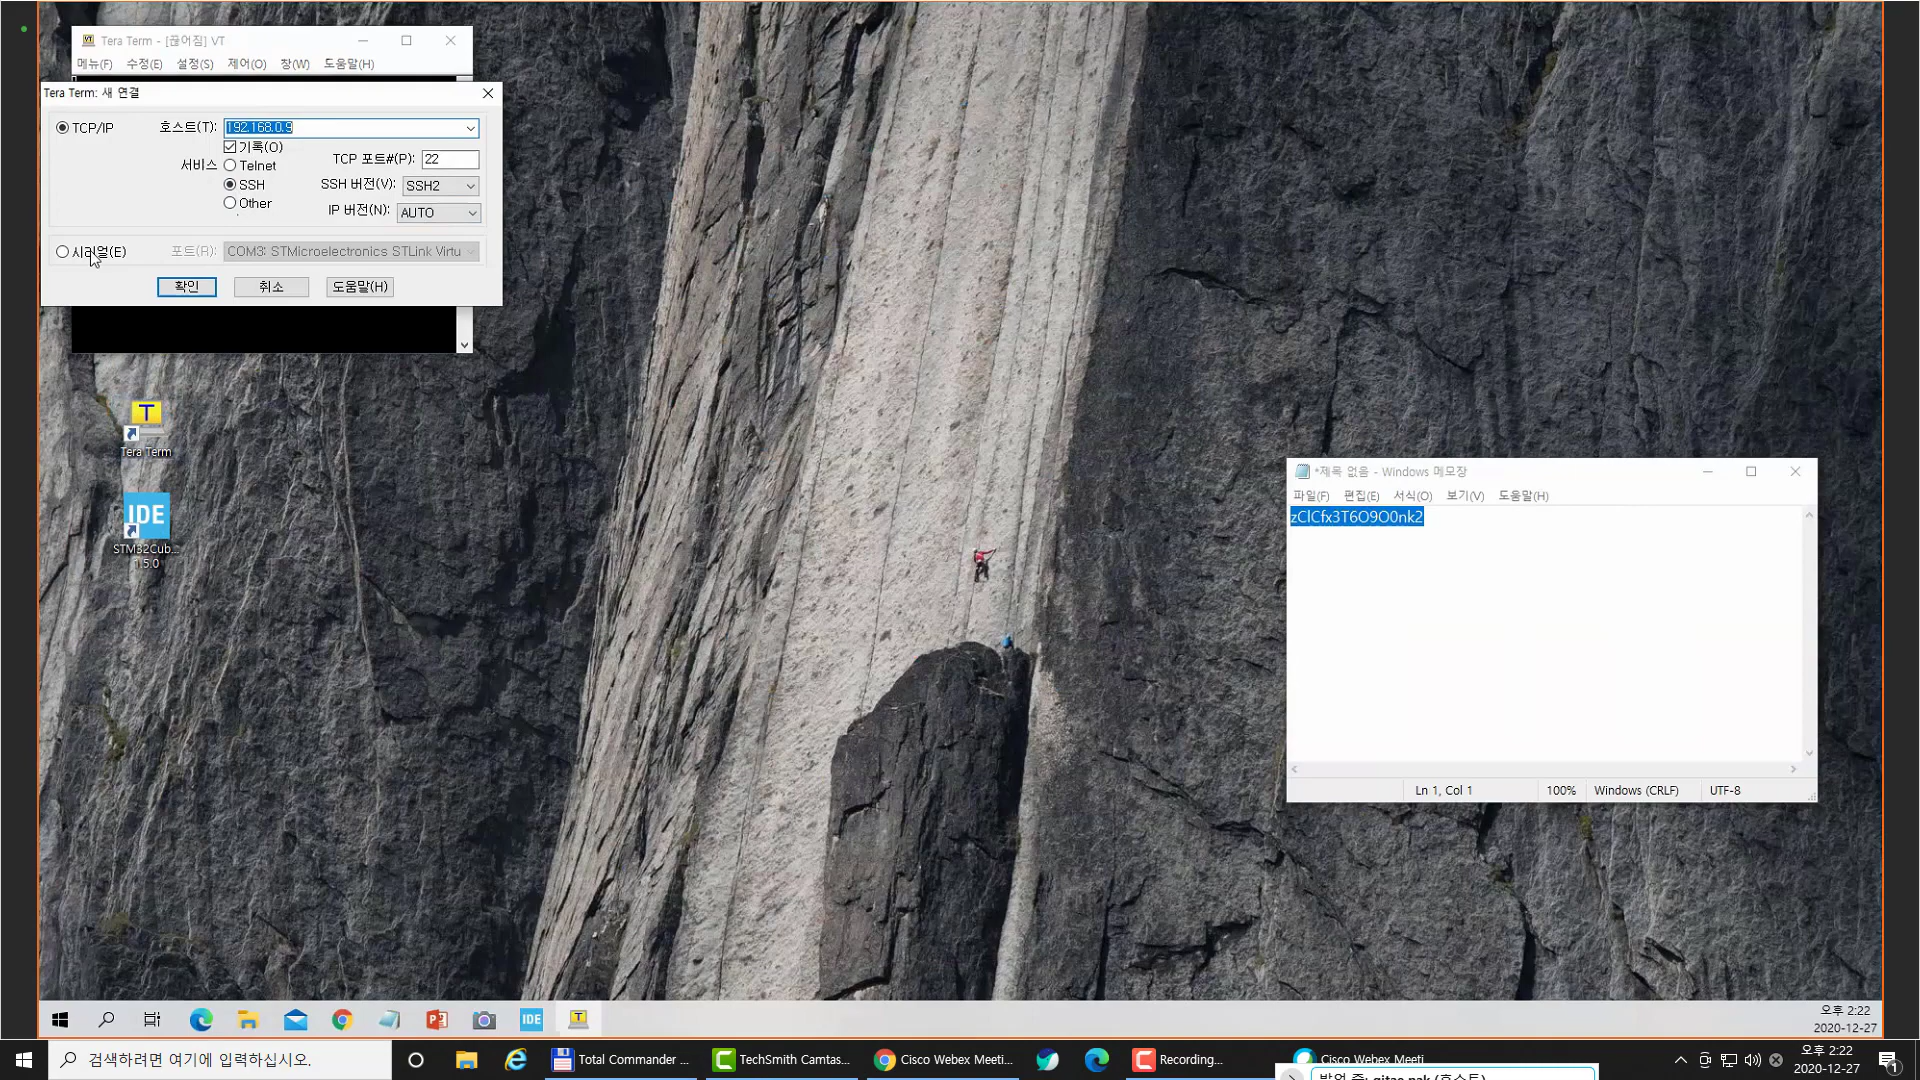 Tera Term - [끊어짐] VT
메뉴(F) 수정(E) 설정(S) 제어(O) 창(W) 도움말(H)
Tera Term: 새 연결
TCP/IP
호스트(T):
192.168.0.9
기록(O)
서비스
Telnet
TCP 포트#(P):
22
SSH
SSH 버전(V):
SSH2
Other
IP 버전(N):
AUTO
시리얼(E)
포트(R):
COM3: STMicroelectronics STLink Virtu
확인 취소 도움말(H)
Tera Term
IDE
STM32Cub...
1.5.0
*제목 없음 - Windows 메모장
파일(F) 편집(E) 서식(O) 보기(V) 도움말(H)
zClCfx3T6O9O0nk2
Ln 1, Col 1 100% Windows (CRLF) UTF-8
IDE
오후 2:22
2020-12-27
검색하려면 여기에 입력하십시오.
Total Commander ...
TechSmith Camtas...
Cisco Webex Meeti...
Recording...
Cisco Webex Meeti
오후 2:22
2020-12-27
1